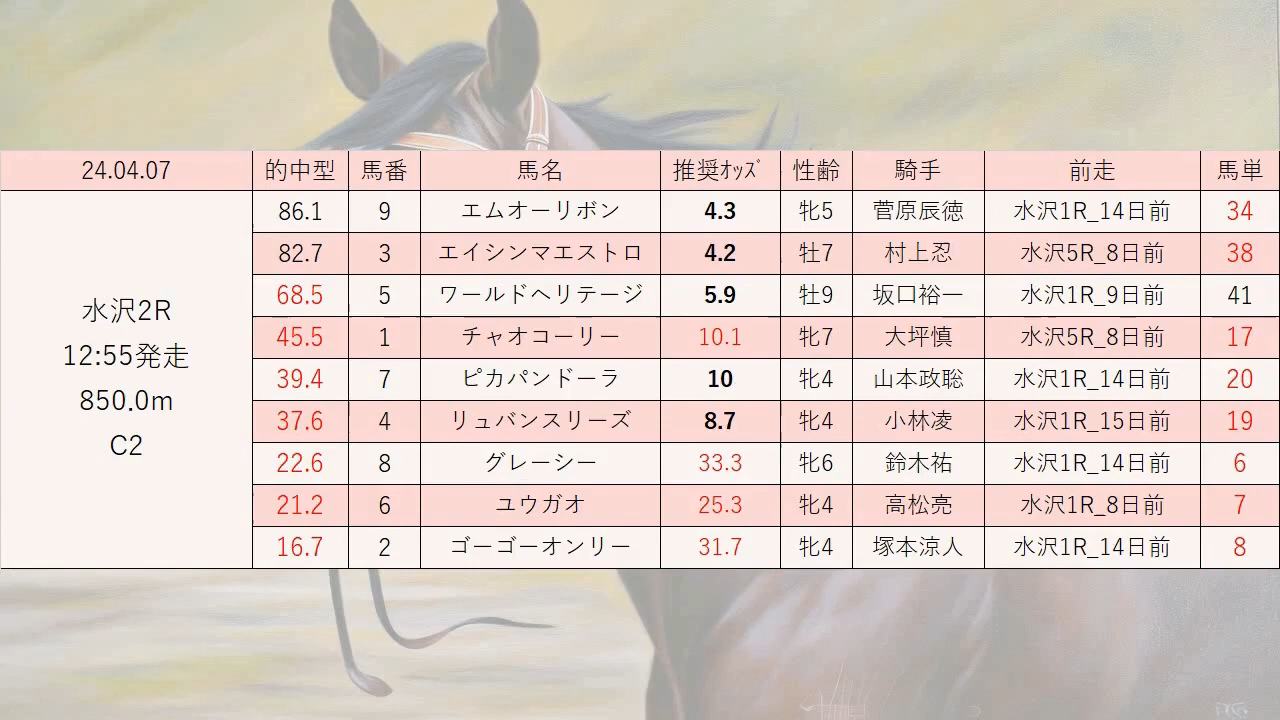 24.04.07 的中型 馬番 馬名 推奨ｵｯｽﾞ 性齢 騎手 前走 馬単
水沢2R
12:55発走
850.0m
C2
86.1 9 エムオーリボン 4.3 牝5 菅原辰徳 水沢1R_14日前 34
82.7 3 エイシンマエストロ 4.2 牡7 村上忍 水沢5R_8日前 38
68.5 5 ワールドヘリテージ 5.9 牡9 坂口裕一 水沢1R_9日前 41
45.5 1 チャオコーリー 10.1 牝7 大坪慎 水沢5R_8日前 17
39.4 7 ピカパンドーラ 10 牝4 山本政聡 水沢1R_14日前 20
37.6 4 リュバンスリーズ 8.7 牝4 小林凌 水沢1R_15日前 19
22.6 8 グレーシー 33.3 牝6 鈴木祐 水沢1R_14日前 6
21.2 6 ユウガオ 25.3 牝4 高松亮 水沢1R_8日前 7
16.7 2 ゴーゴーオンリー 31.7 牝4 塚本涼人 水沢1R_14日前 8